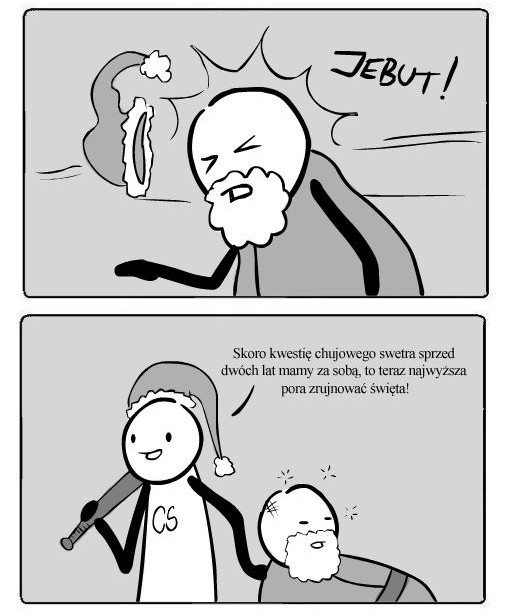 JEBUT!
Skoro kwestię chujowego swetra sprzed
dwóch lat mamy za sobą, to teraz najwyższa
pora zrujnować święta!
CS